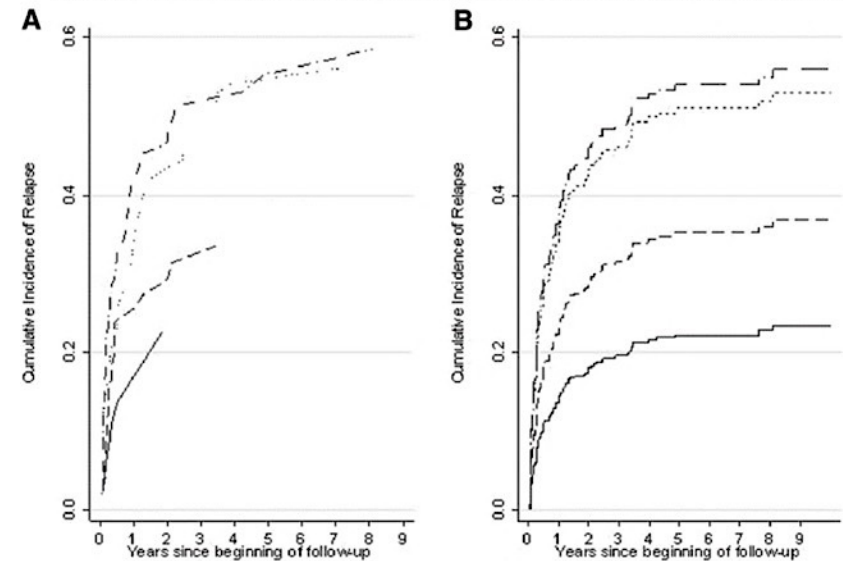 A
B
Cumulative Incidence of Relapse
0.0
0.2
0.4
0.6
0 1 2 3 4 5 6 7 8 9
Years since beginning of follow-up
Cumulative Incidence of Relapse
0.0
0.2
0.4
0.6
0 1 2 3 4 5 6 7 8 9
Years since beginning of follow-up